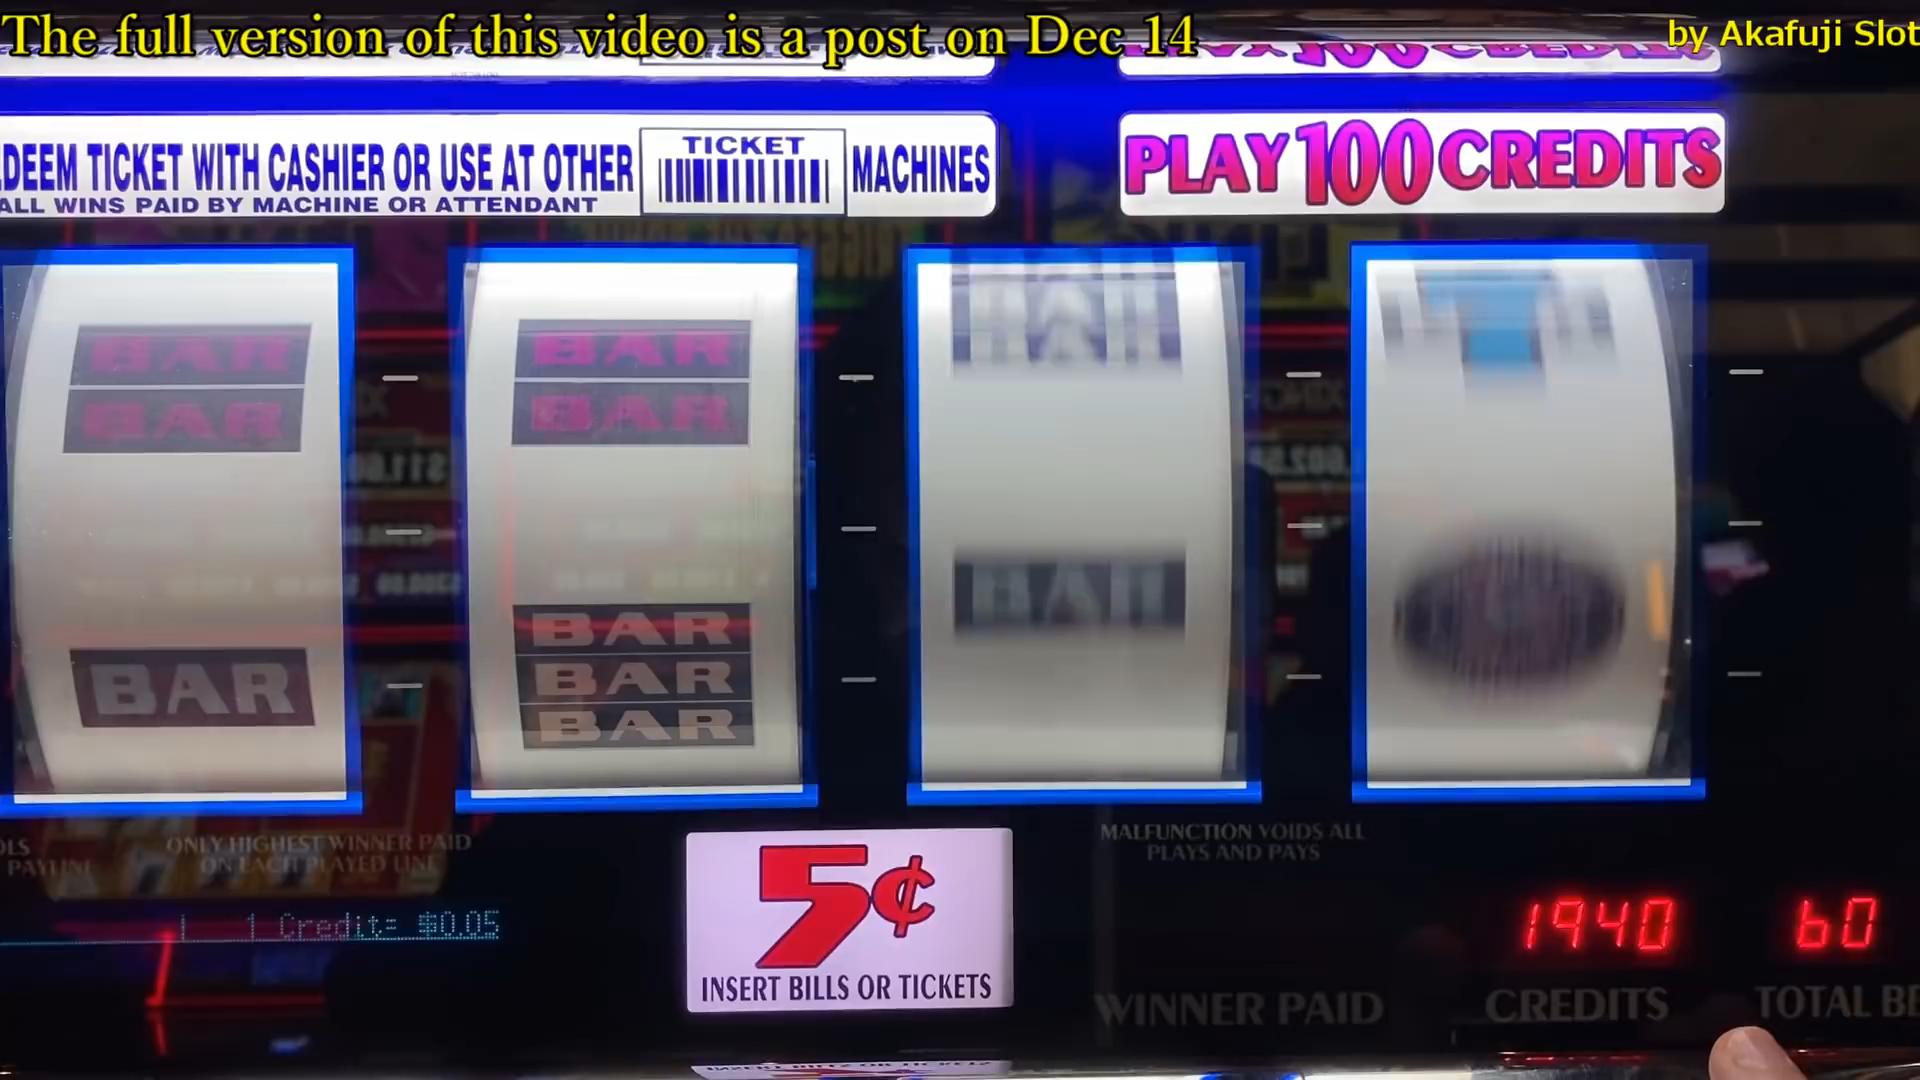 The full version of this video is a post on Dec 14
by Akafuji Slot
DEEM TICKET WITH CASHIER OR USE AT OTHER
TICKET
MACHINES
ALL WINS PAID BY MACHINE OR ATTENDANT
PLAY 100 CREDITS
BAR
BAR
BAR
BAR
BAR
BAR
BAR
BAR
BAR
OLS
PAYLINE
ONLY HIGHEST WINNER PAID
ON EACH PLAYED LINE
1 Credit= $0.05
5¢
INSERT BILLS OR TICKETS
MALFUNCTION VOIDS ALL
PLAYS AND PAYS
1940
60
WINNER PAID
CREDITS
TOTAL BE